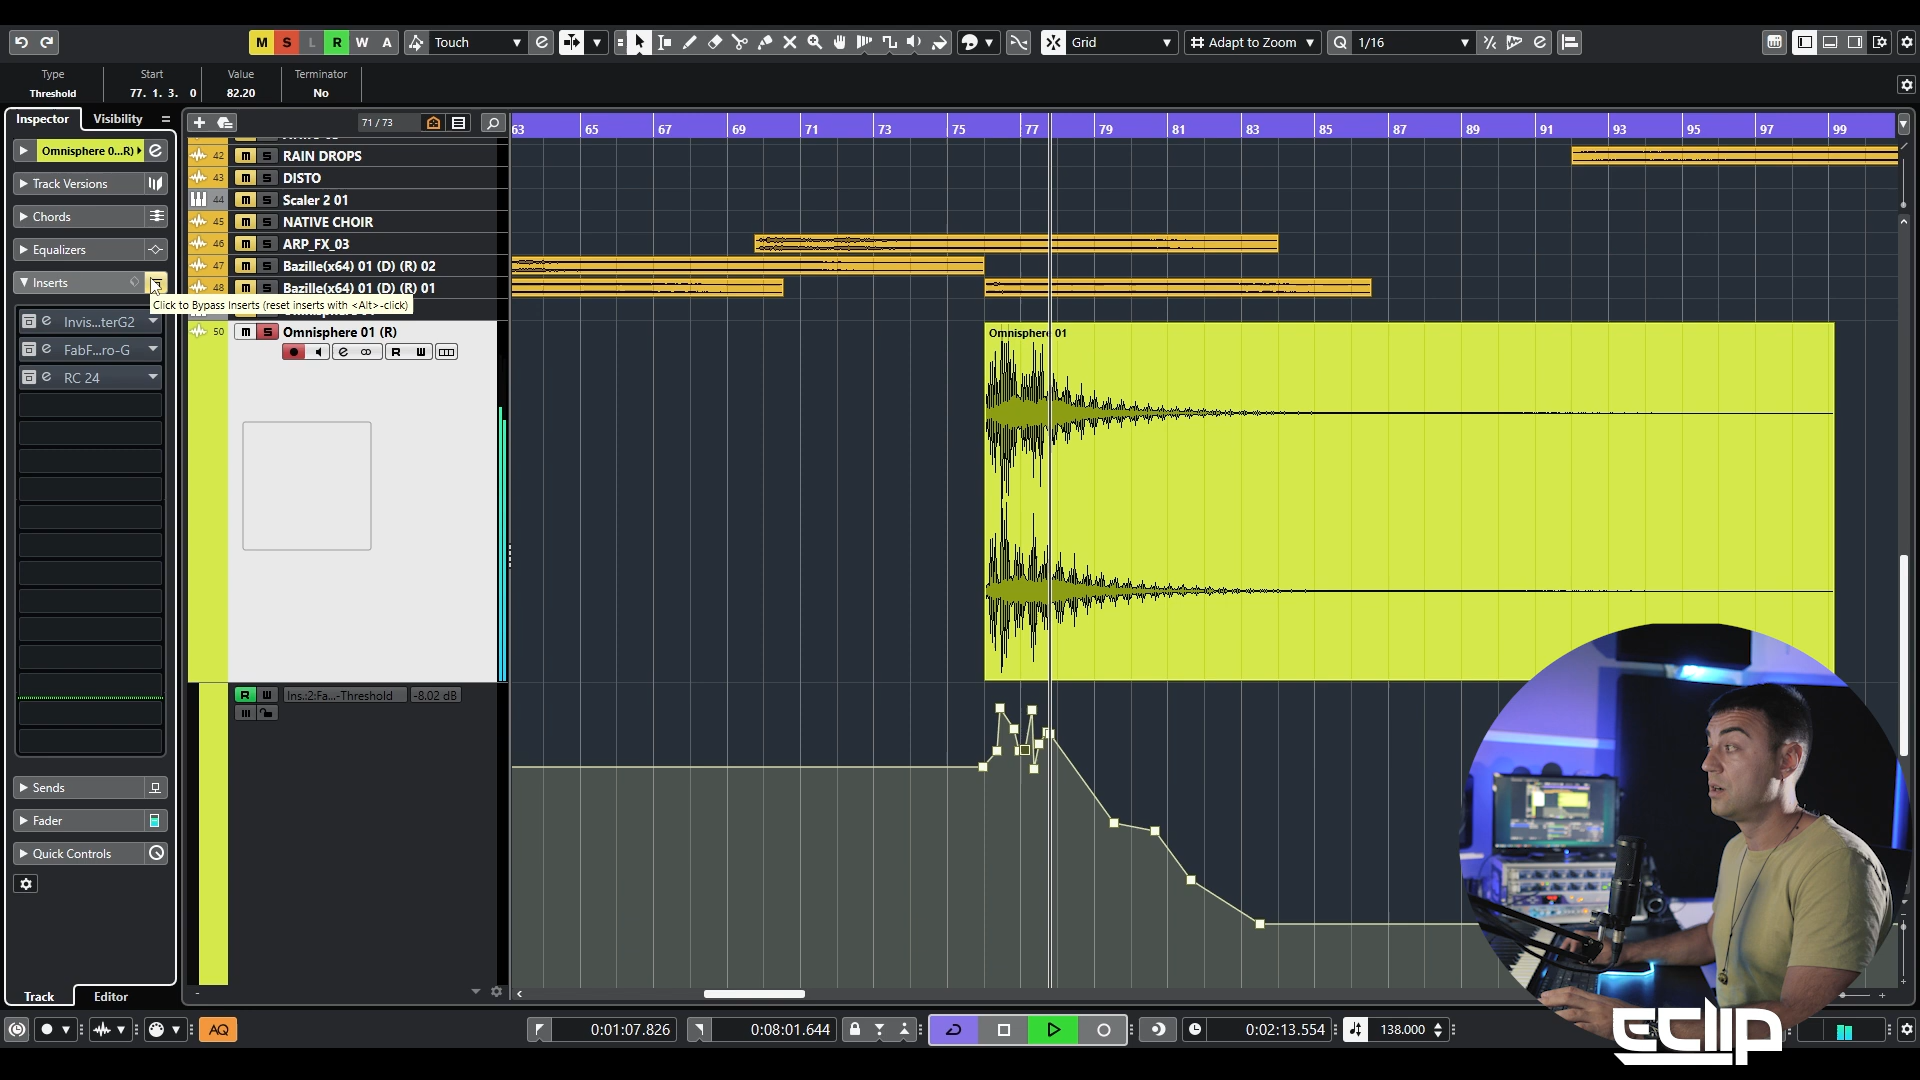 M S L R W A Touch Grid Adapt to Zoom Q 1/16
Type Start Value Terminator
Threshold 77. 1. 3. 0 82.20 No
Inspector Visibility
71 / 73
63 65 67 69 71 73 75 77 79 81 83 85 87 89 91 93 95 97 99
Omnisphere 0...R)
Track Versions
Chords
Equalizers
Inserts
Click to Bypass Inserts (reset inserts with <Alt>-click)
Invis...terG2
FabF...ro-G
RC 24
Sends
Fader
Quick Controls
Track Editor
42 m S RAIN DROPS
43 m S DISTO
44 m S Scaler 2 01
45 m S NATIVE CHOIR
46 m S ARP_FX_03
47 m S Bazille(x64) 01 (D) (R) 02
48 m S Bazille(x64) 01 (D) (R) 01
50 m S Omnisphere 01 (R)
R W
Omnisphere 01
R W Ins.:2:Fa...-Threshold -8.02 dB
AQ 0:01:07.826 0:08:01.644 0:02:13.554 138.000
ECLIP